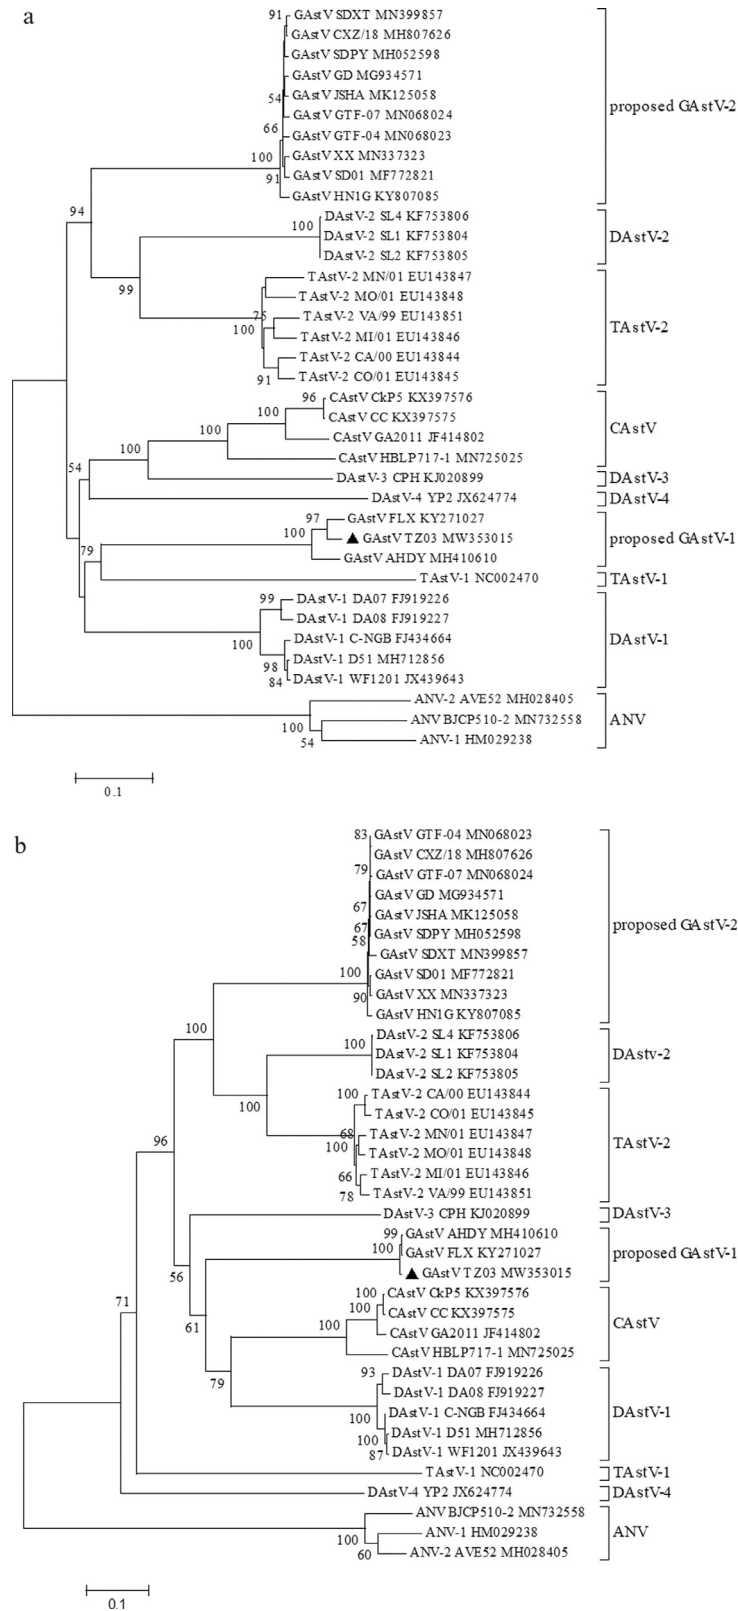 a
91
GAstV SDXT MN399857
GAstV CXZ/18 MH807626
GAstV SDPY MH052598
GAstV GD MG934571
54
GAstV JSHA MK125058
GAstV GTF-07 MN068024
66
GAstV GTF-04 MN068023
100
GAstV XX MN337323
91
GAstV SD01 MF772821
GAstV HN1G KY807085
proposed GAstV-2
94
100
DAstV-2 SL4 KF753806
DAstV-2 SL1 KF753804
DAstV-2 SL2 KF753805
DAstV-2
99
TAstV-2 MN/01 EU143847
TAstV-2 MO/01 EU143848
75
TAstV-2 VA/99 EU143851
100
TAstV-2 MI/01 EU143846
TAstV-2 CA/00 EU143844
91
TAstV-2 CO/01 EU143845
TAstV-2
96
CAstV CkP5 KX397576
100
CAstV CC KX397575
100
CAstV GA2011 JF414802
100
CAstV HBLP717-1 MN725025
CAstV
54
DAstV-3 CPH KJ020899
DAstV-3
DAstV-4 YP2 JX624774
DAstV-4
97
GAstV FLX KY271027
100
▲ GAstV TZ03 MW353015
79
GAstV AHDY MH410610
proposed GAstV-1
TAstV-1 NC002470
TAstV-1
99
DAstV-1 DA07 FJ919226
DAstV-1 DA08 FJ919227
100
DAstV-1 C-NGB FJ434664
98
DAstV-1 D51 MH712856
84
DAstV-1 WF1201 JX439643
DAstV-1
ANV-2 AVE52 MH028405
100
ANV BJCP510-2 MN732558
54
ANV-1 HM029238
ANV
0.1
b
83
GAstV GTF-04 MN068023
GAstV CXZ/18 MH807626
79
GAstV GTF-07 MN068024
GAstV GD MG934571
67
GAstV JSHA MK125058
67
GAstV SDPY MH052598
58
GAstV SDXT MN399857
100
GAstV SD01 MF772821
90
GAstV XX MN337323
GAstV HN1G KY807085
proposed GAstV-2
100
100
DAstV-2 SL4 KF753806
DAstV-2 SL1 KF753804
DAstV-2 SL2 KF753805
DAstv-2
100
100
TAstV-2 CA/00 EU143844
TAstV-2 CO/01 EU143845
68
TAstV-2 MN/01 EU143847
100
TAstV-2 MO/01 EU143848
66
TAstV-2 MI/01 EU143846
78
TAstV-2 VA/99 EU143851
TAstV-2
96
DAstV-3 CPH KJ020899
DAstV-3
99
GAstV AHDY MH410610
100
GAstV FLX KY271027
▲ GAstV TZ03 MW353015
proposed GAstV-1
56
100
CAstV CkP5 KX397576
100
CAstV CC KX397575
100
CAstV GA2011 JF414802
CAstV HBLP717-1 MN725025
CAstV
71
61
79
93
DAstV-1 DA07 FJ919226
DAstV-1 DA08 FJ919227
100
DAstV-1 C-NGB FJ434664
100
DAstV-1 D51 MH712856
87
DAstV-1 WF1201 JX439643
DAstV-1
TAstV-1 NC002470
TAstV-1
DAstV-4 YP2 JX624774
DAstV-4
ANV BJCP510-2 MN732558
100
ANV-1 HM029238
60
ANV-2 AVE52 MH028405
ANV
0.1